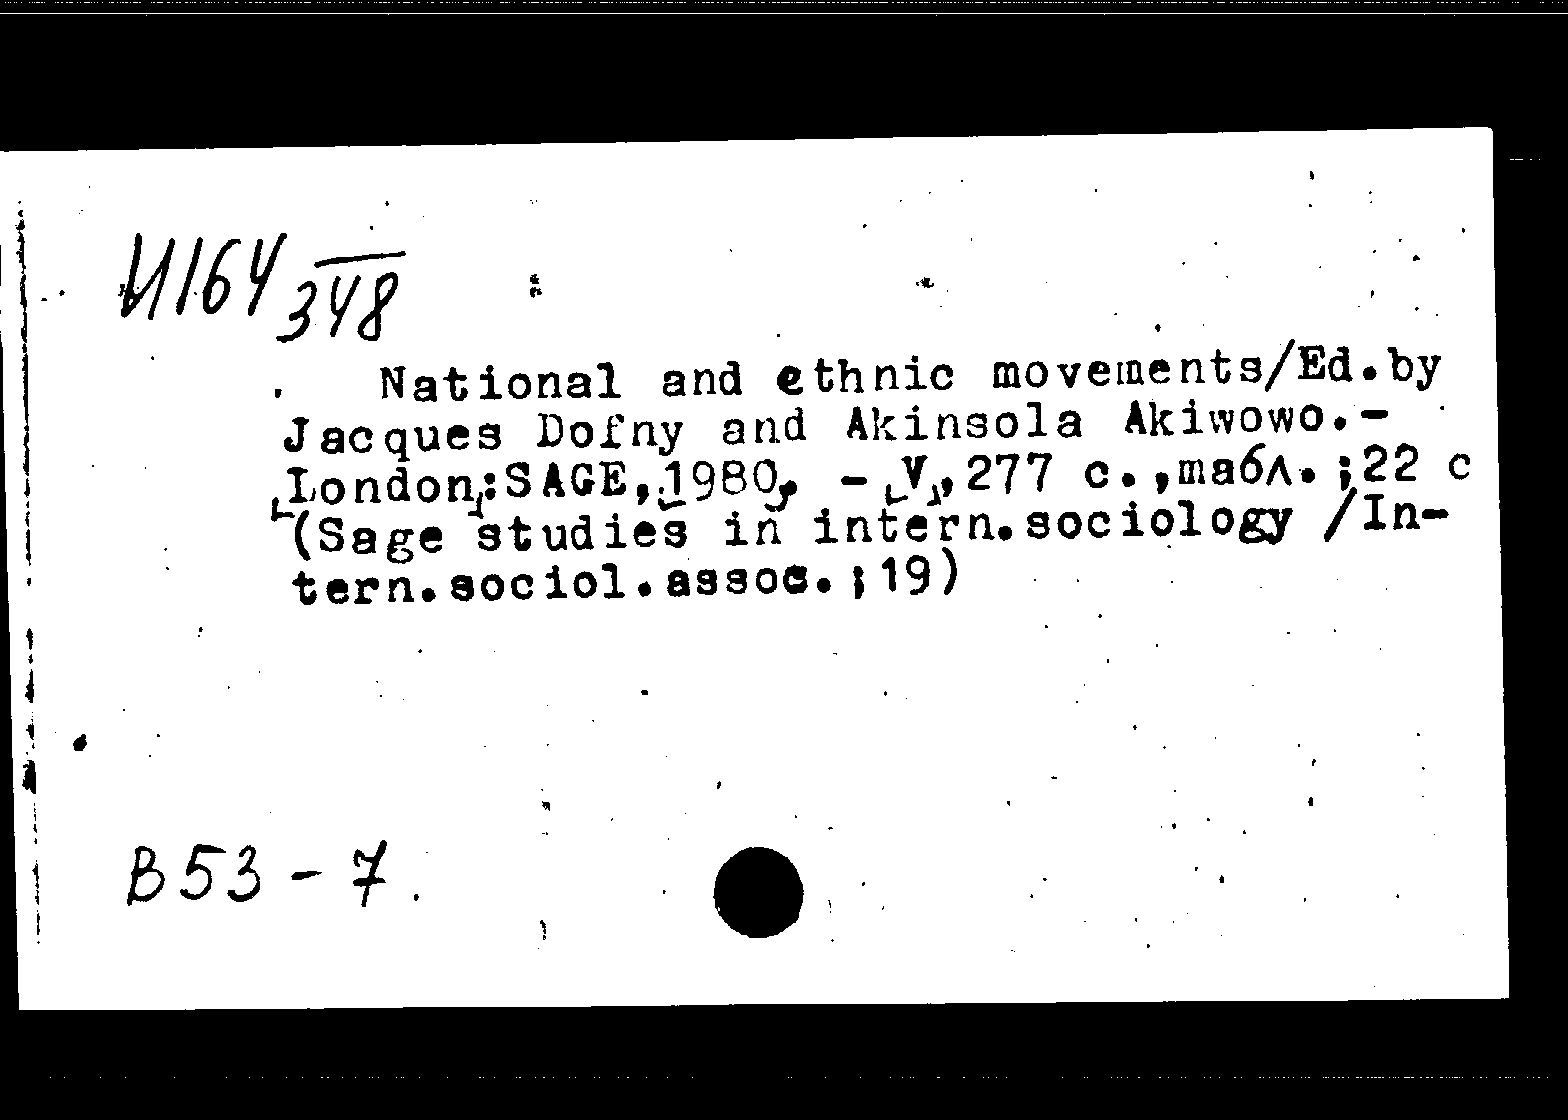 И164
348
National and ethnic movements/Ed.by
Jacques Dofny and Akinsola Akiwowo.-
London:SAGE, 1980, - V, 277 с.,табл.;22 с
(Sage studies in intern.sociology /In-
tern.sociol.assoc.;19)
В53-7.